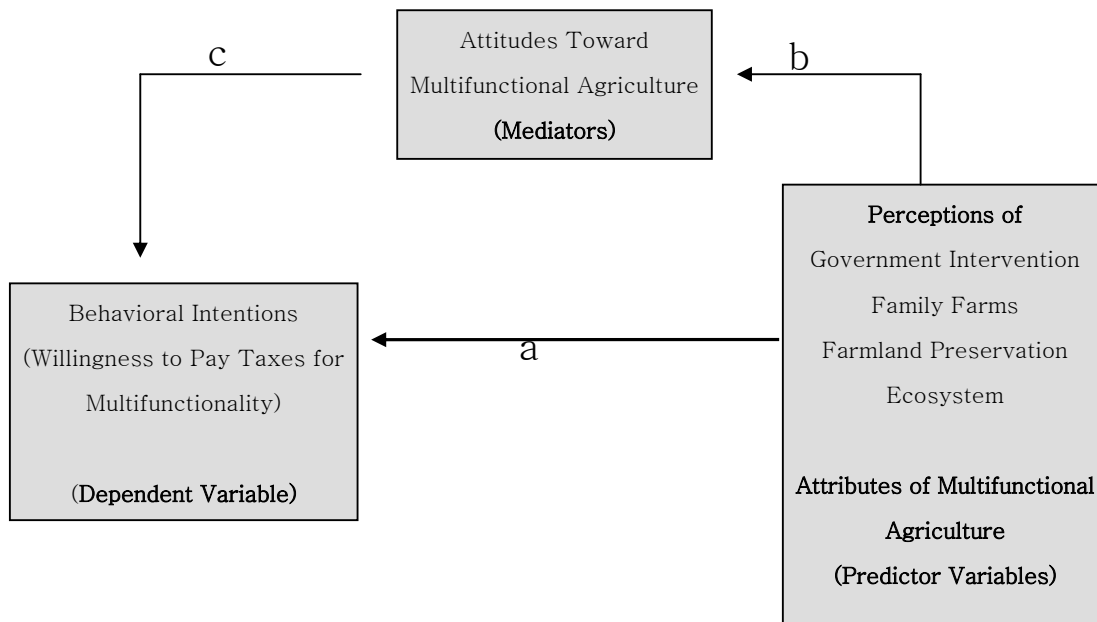 Attitudes Toward
Multifunctional Agriculture
(Mediators)
c
b
Perceptions of
Government Intervention
Family Farms
Farmland Preservation
Ecosystem
Attributes of Multifunctional
Agriculture
(Predictor Variables)
Behavioral Intentions
(Willingness to Pay Taxes for
Multifunctionality)
(Dependent Variable)
a